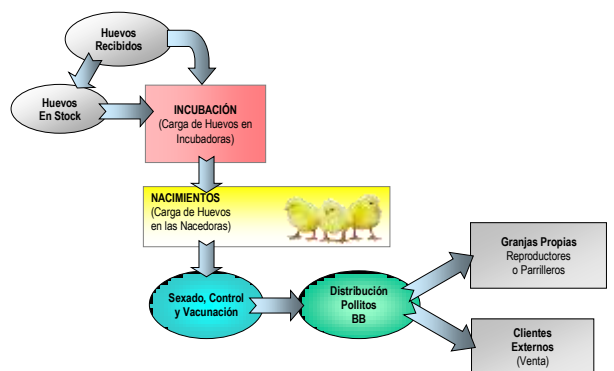 Huevos
Recibidos
Huevos
En Stock
INCUBACIÓN
(Carga de Huevos en
Incubadoras)
NACIMIENTOS
(Carga de Huevos
en las Nacedoras)
Sexado, Control
y Vacunación
Distribución
Pollitos
BB
Granjas Propias
Reproductores
o Parrilleros
Clientes
Externos
(Venta)